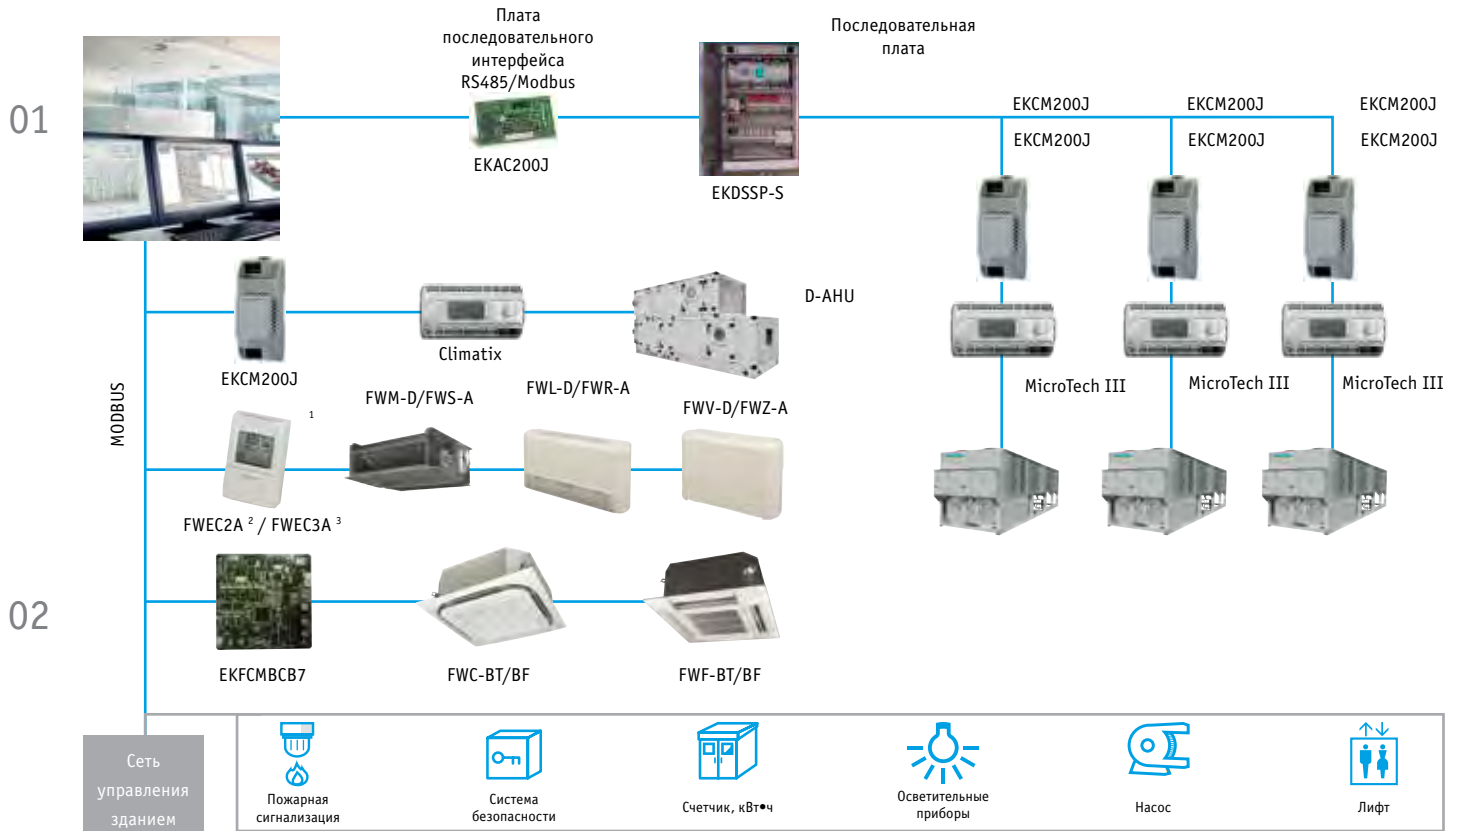 01
Плата
последовательного
интерфейса
RS485/Modbus
EKAC200J
EKDSSP-S
Последовательная
плата
EKCM200J EKCM200J EKCM200J
EKCM200J EKCM200J EKCM200J
MicroTech III MicroTech III MicroTech III
MODBUS
EKCM200J
Climatix
D-AHU
1
FWM-D/FWS-A
FWL-D/FWR-A
FWV-D/FWZ-A
FWEC2A 2 / FWEC3A 3
02
EKFCMBCB7
FWC-BT/BF
FWF-BT/BF
Сеть
управления
зданием
Пожарная
сигнализация
Система
безопасности
Счетчик, кВт•ч
Осветительные
приборы
Насос
Лифт